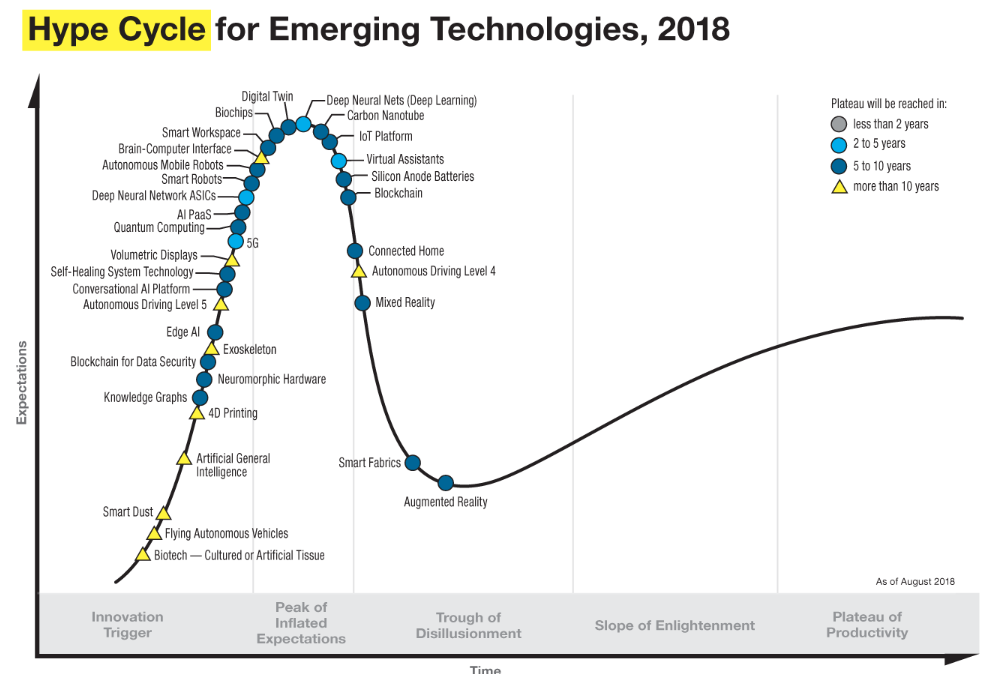 Hype Cycle for Emerging Technologies, 2018
Plateau will be reached in:
less than 2 years
2 to 5 years
5 to 10 years
more than 10 years
Digital Twin
Deep Neural Nets (Deep Learning)
Biochips
Carbon Nanotube
Smart Workspace
IoT Platform
Brain-Computer Interface
Virtual Assistants
Autonomous Mobile Robots
Silicon Anode Batteries
Smart Robots
Blockchain
Deep Neural Network ASICs
AI PaaS
Quantum Computing
5G
Connected Home
Volumetric Displays
Autonomous Driving Level 4
Self-Healing System Technology
Conversational AI Platform
Mixed Reality
Autonomous Driving Level 5
Edge AI
Exoskeleton
Blockchain for Data Security
Neuromorphic Hardware
Knowledge Graphs
4D Printing
Artificial General
Intelligence
Smart Fabrics
Augmented Reality
Smart Dust
Flying Autonomous Vehicles
Biotech — Cultured or Artificial Tissue
Expectations
As of August 2018
Innovation
Trigger
Peak of
Inflated
Expectations
Trough of
Disillusionment
Slope of Enlightenment
Plateau of
Productivity
Time